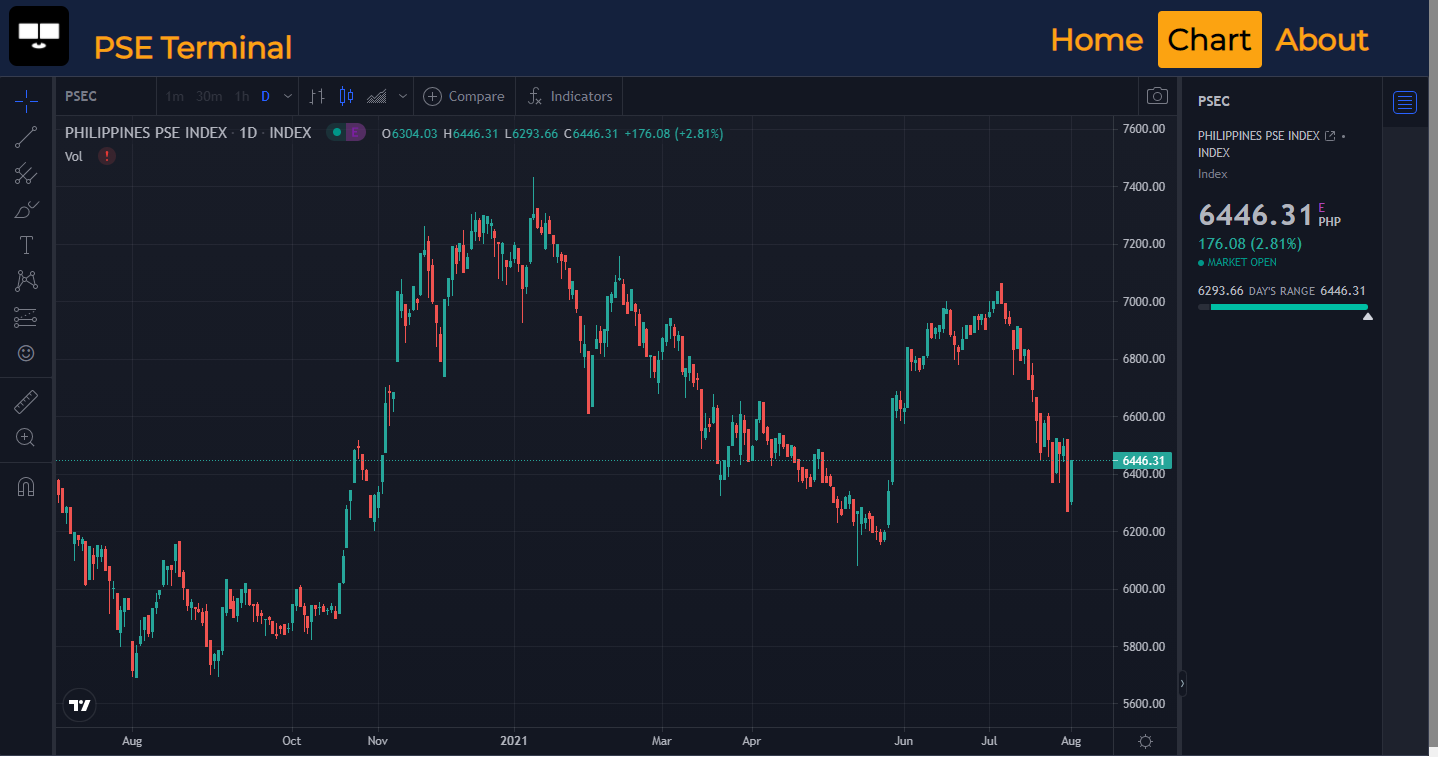 PSE Terminal
Home Chart About
PSEC 1m 30m 1h D Compare Indicators
PHILIPPINES PSE INDEX · 1D · INDEX E O6304.03 H6446.31 L6293.66 C6446.31 +176.08 (+2.81%)
Vol !
T
7600.00
7400.00
7200.00
7000.00
6800.00
6600.00
6446.31
6400.00
6200.00
6000.00
5800.00
5600.00
Aug Oct Nov 2021 Mar Apr Jun Jul Aug
PSEC
PHILIPPINES PSE INDEX •
INDEX
Index
6446.31 E PHP
176.08 (2.81%)
MARKET OPEN
6293.66 DAY'S RANGE 6446.31